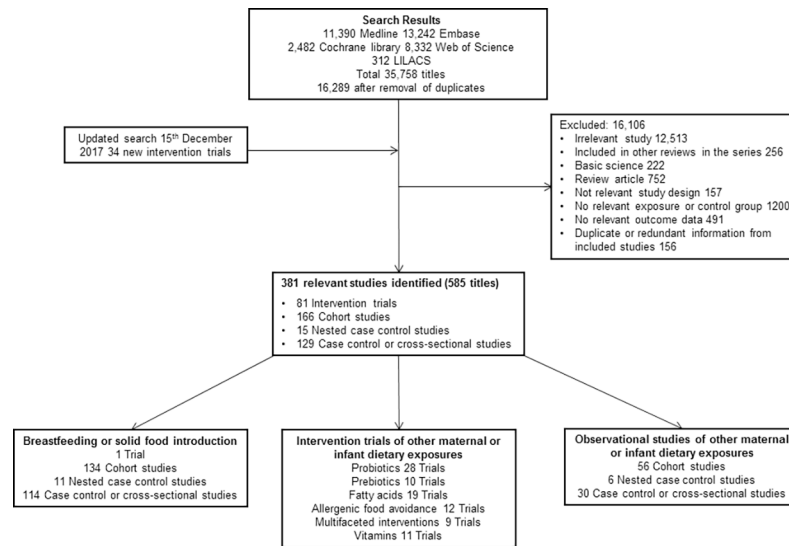 Search Results
11,390 Medline 13,242 Embase
2,482 Cochrane library 8,332 Web of Science
312 LILACS
Total 35,758 titles
16,289 after removal of duplicates
Updated search 15th December
2017 34 new intervention trials
Excluded: 16,106
• Irrelevant study 12,513
• Included in other reviews in the series 256
• Basic science 222
• Review article 752
• Not relevant study design 157
• No relevant exposure or control group 1200
• No relevant outcome data 491
• Duplicate or redundant information from
included studies 156
381 relevant studies identified (585 titles)
• 81 Intervention trials
• 166 Cohort studies
• 15 Nested case control studies
• 129 Case control or cross-sectional studies
Breastfeeding or solid food introduction
1 Trial
134 Cohort studies
11 Nested case control studies
114 Case control or cross-sectional studies
Intervention trials of other maternal or
infant dietary exposures
Probiotics 28 Trials
Prebiotics 10 Trials
Fatty acids 19 Trials
Allergenic food avoidance 12 Trials
Multifaceted interventions 9 Trials
Vitamins 11 Trials
Observational studies of other maternal
or infant dietary exposures
56 Cohort studies
6 Nested case control studies
30 Case control or cross-sectional studies